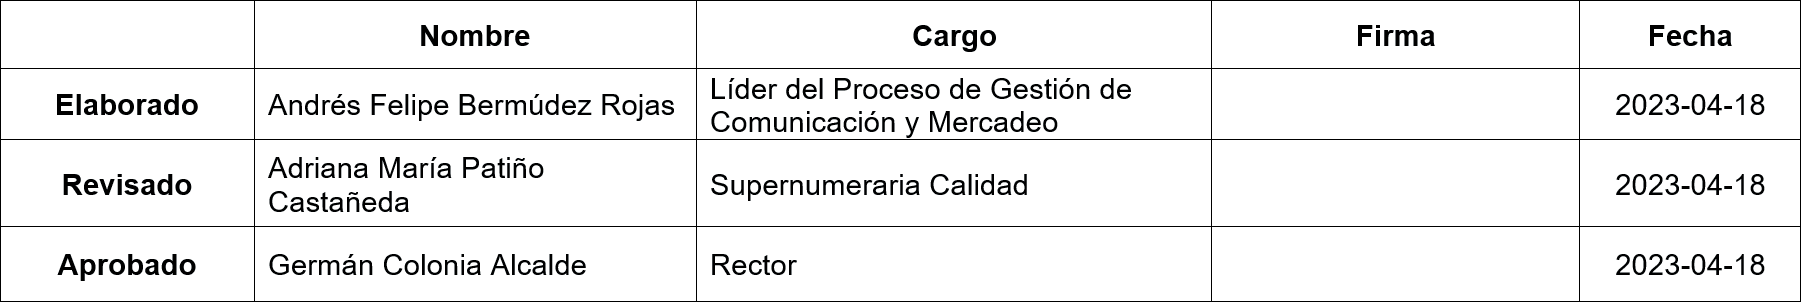 Nombre Cargo Firma Fecha
Elaborado Andrés Felipe Bermúdez Rojas Líder del Proceso de Gestión de Comunicación y Mercadeo 2023-04-18
Revisado Adriana María Patiño Castañeda Supernumeraria Calidad 2023-04-18
Aprobado Germán Colonia Alcalde Rector 2023-04-18